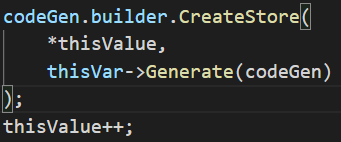 codeGen.builder.CreateStore(
    *thisValue,
    thisVar->Generate(codeGen)
);
thisValue++;